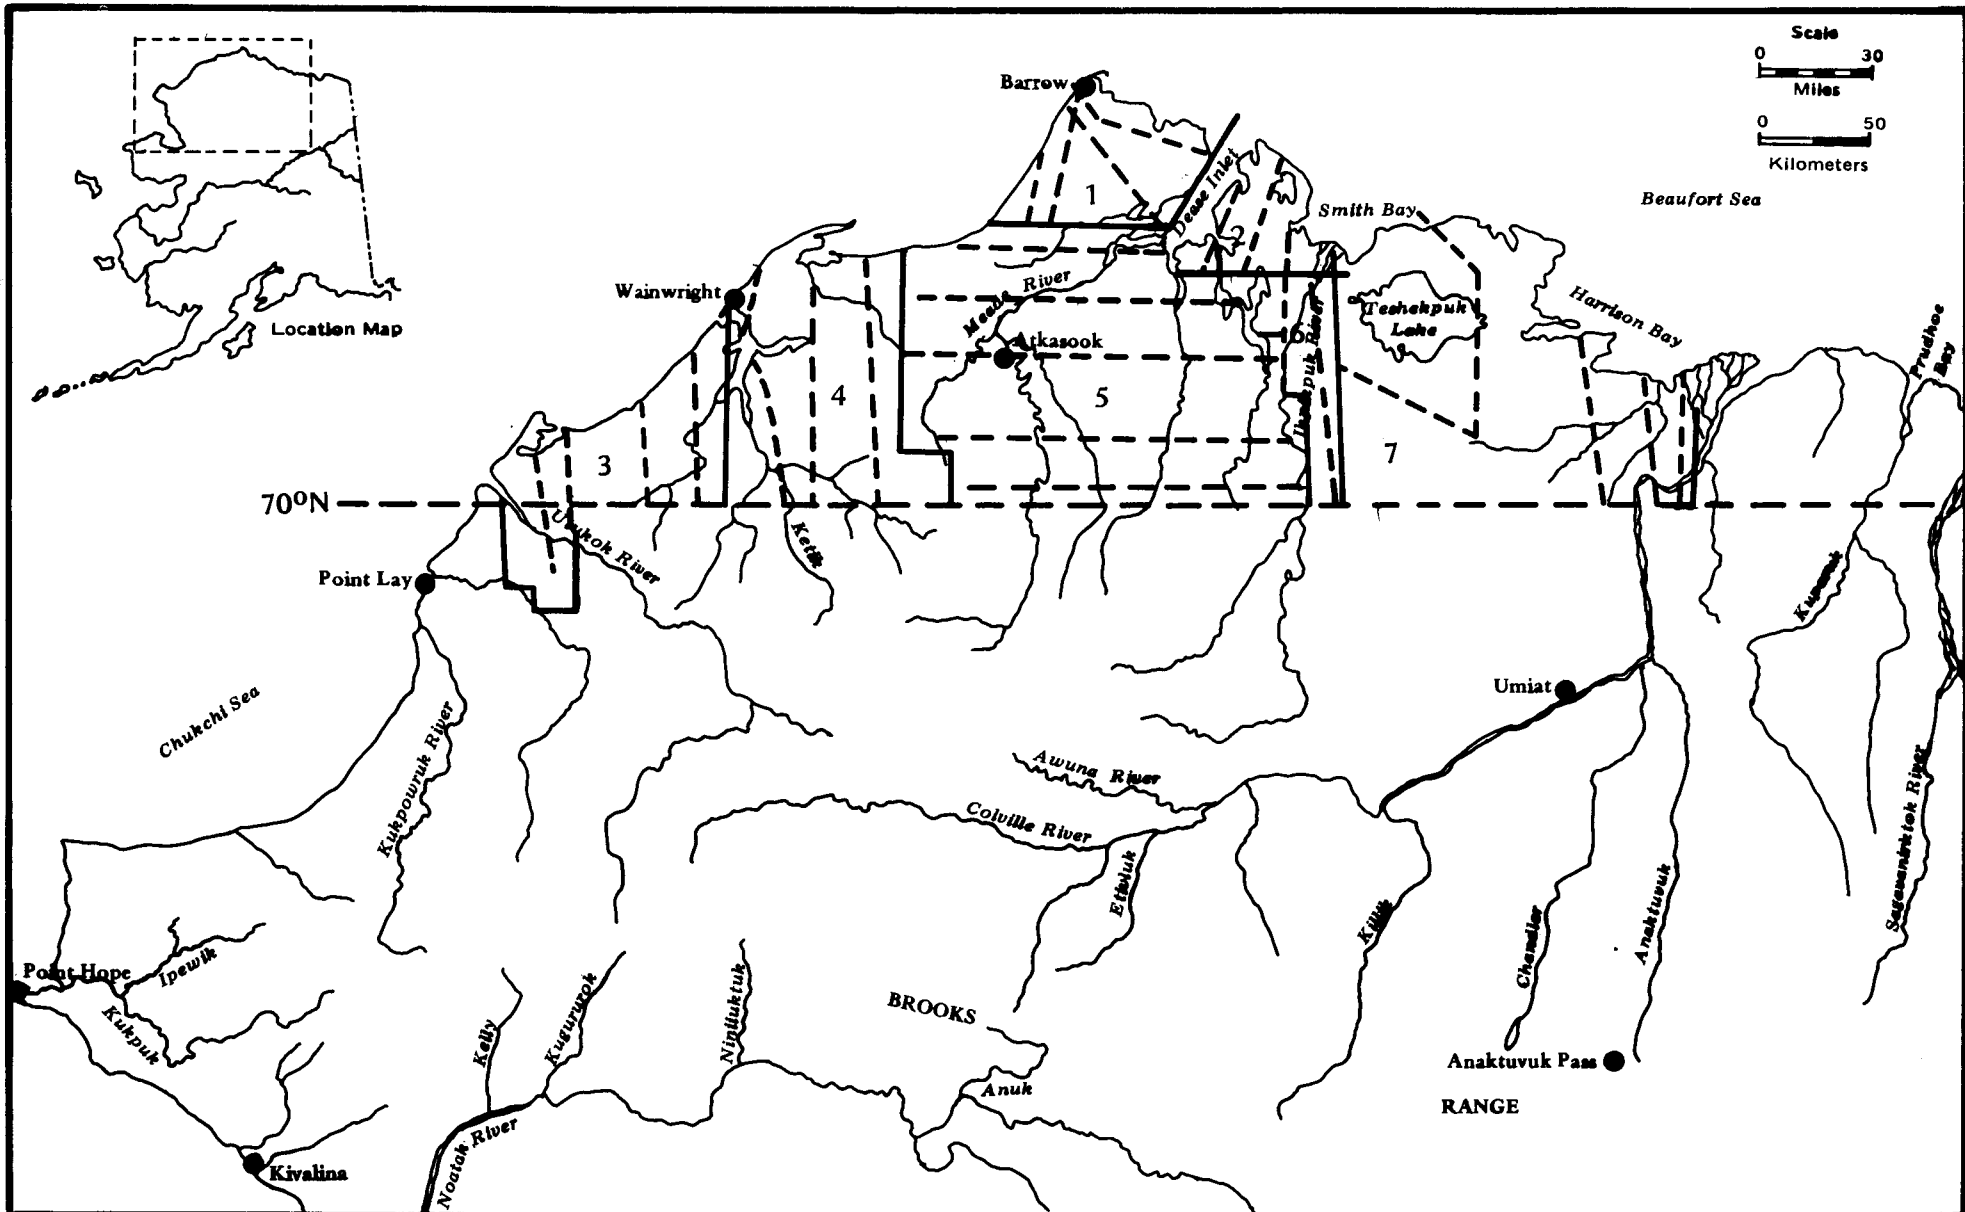 Scale
0 30
Miles
0 50
Kilometers
Barrow
Beaufort Sea
Dease Inlet
1
Smith Bay
2
Location Map
Wainwright
Meade River
Teshekpuk
Lake
Harrison Bay
Prudhoe
Bay
Atkasook
6
Ikpikpuk River
4
5
3
7
70°N
Utukok River
Ketik
Point Lay
Kuparuk
Umiat
Chukchi Sea
Kukpowruk River
Awuna River
Colville River
Etivluk
Killik
Chandler
Anaktuvuk
Sagavanirktok River
Point Hope
Ipewik
Kukpuk
Kelly
Kugururok
Nimiuktuk
BROOKS
Anuk
Anaktuvuk Pass
RANGE
Noatak River
Kivalina